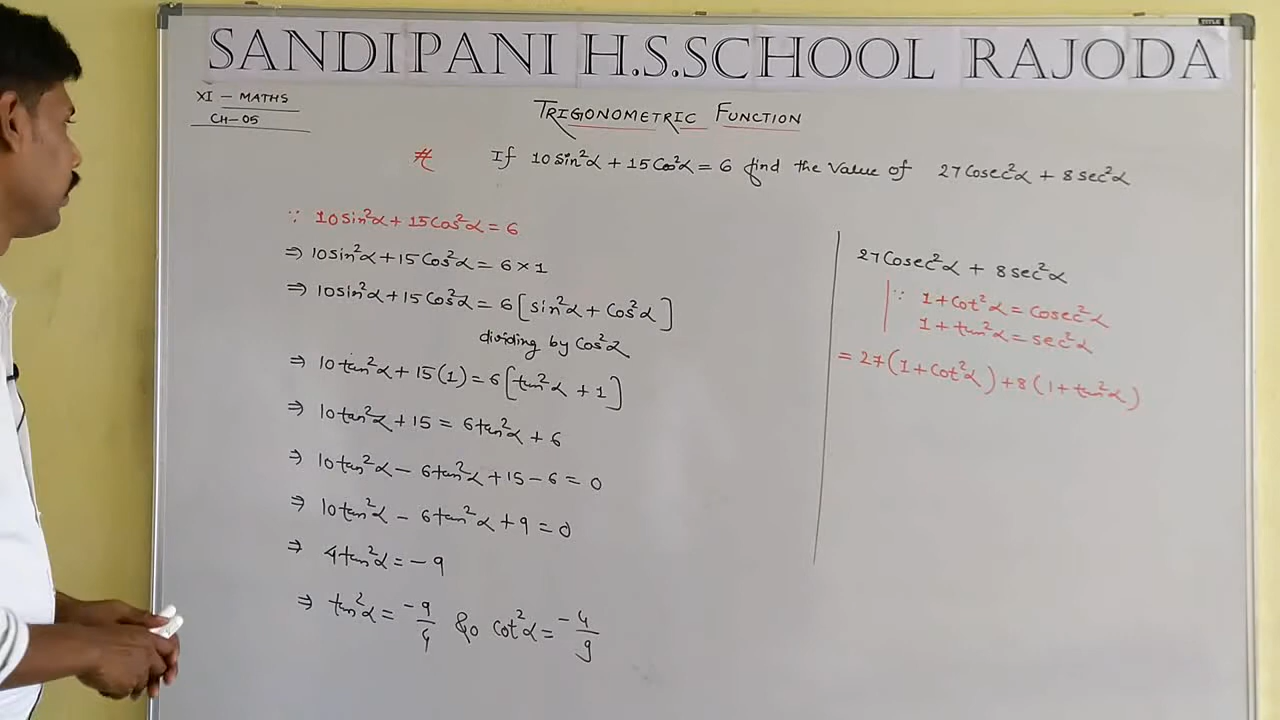 TITLE
SANDIPANI H.S.SCHOOL RAJODA
XI - MATHS
CH-05
TRIGONOMETRIC FUNCTION
# If 10 sin²α + 15 Cos²α = 6 find the value of 27 Cosec²α + 8 sec²α
∵ 10 sin²α + 15 Cos²α = 6
⇒ 10 sin²α + 15 Cos²α = 6 × 1
⇒ 10 sin²α + 15 Cos²α = 6 [ sin²α + Cos²α ]
dividing by Cos²α
⇒ 10 tan²α + 15 (1) = 6 [ tan²α + 1 ]
⇒ 10 tan²α + 15 = 6 tan²α + 6
⇒ 10 tan²α - 6 tan²α + 15 - 6 = 0
⇒ 10 tan²α - 6 tan²α + 9 = 0
⇒ 4 tan²α = - 9
⇒ tan²α = -9/4 & cot²α = -4/9
27 Cosec²α + 8 sec²α
∵ 1 + Cot²α = Cosec²α
1 + tan²α = sec²α
= 27 ( 1 + Cot²α ) + 8 ( 1 + tan²α )